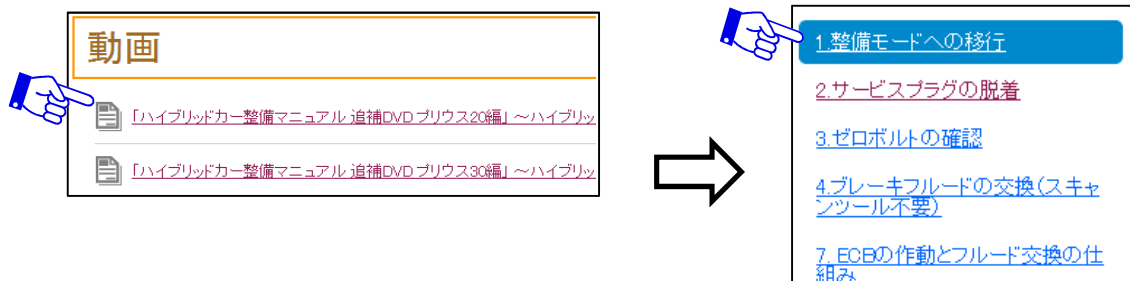 動画
「ハイブリッドカー整備マニュアル 追補DVD プリウス20編」 ～ハイブリッ
「ハイブリッドカー整備マニュアル 追補DVD プリウス30編」 ～ハイブリッ
1.整備モードへの移行
2.サービスプラグの脱着
3.ゼロボルトの確認
4.ブレーキフルードの交換(スキャ
ンツール不要)
7. ECBの作動とフルード交換の仕
組み